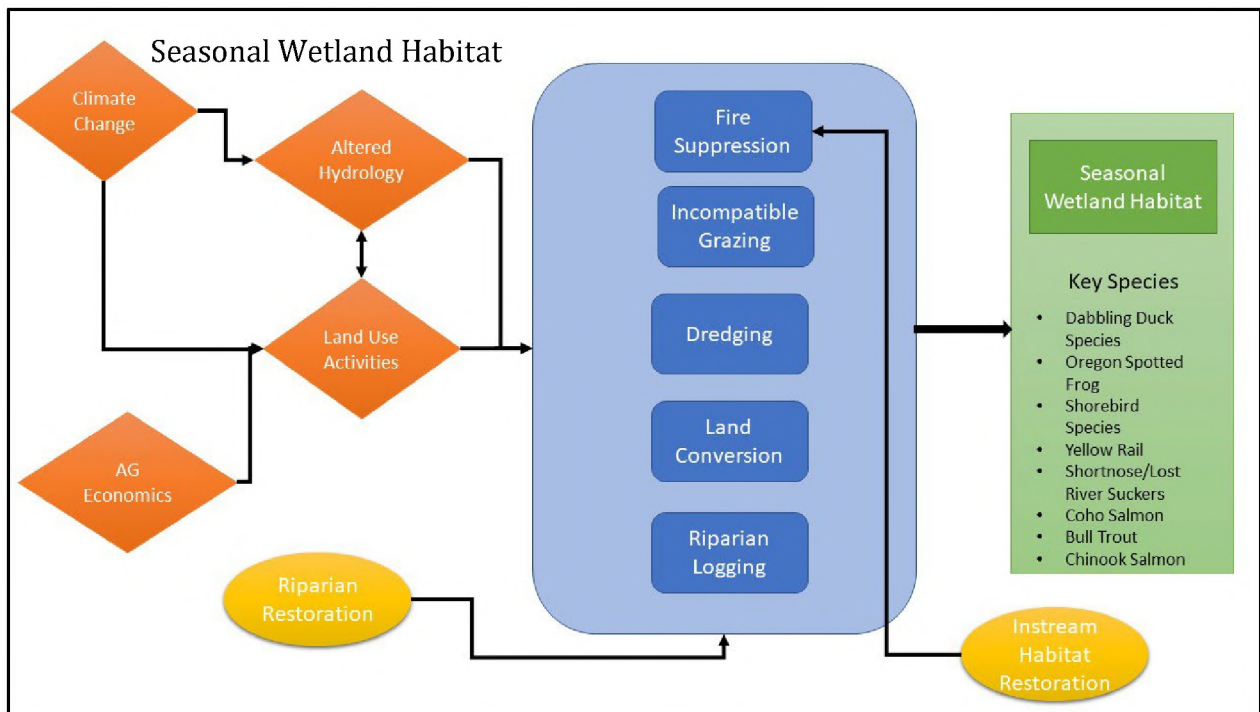 Seasonal Wetland Habitat
Climate
Change
Altered
Hydrology
Land Use
Activities
AG
Economics
Riparian
Restoration
Fire
Suppression
Incompatible
Grazing
Dredging
Land
Conversion
Riparian
Logging
Instream
Habitat
Restoration
Seasonal
Wetland Habitat
Key Species
• Dabbling Duck
Species
• Oregon Spotted
Frog
• Shorebird
Species
• Yellow Rail
• Shortnose/Lost
River Suckers
• Coho Salmon
• Bull Trout
• Chinook Salmon